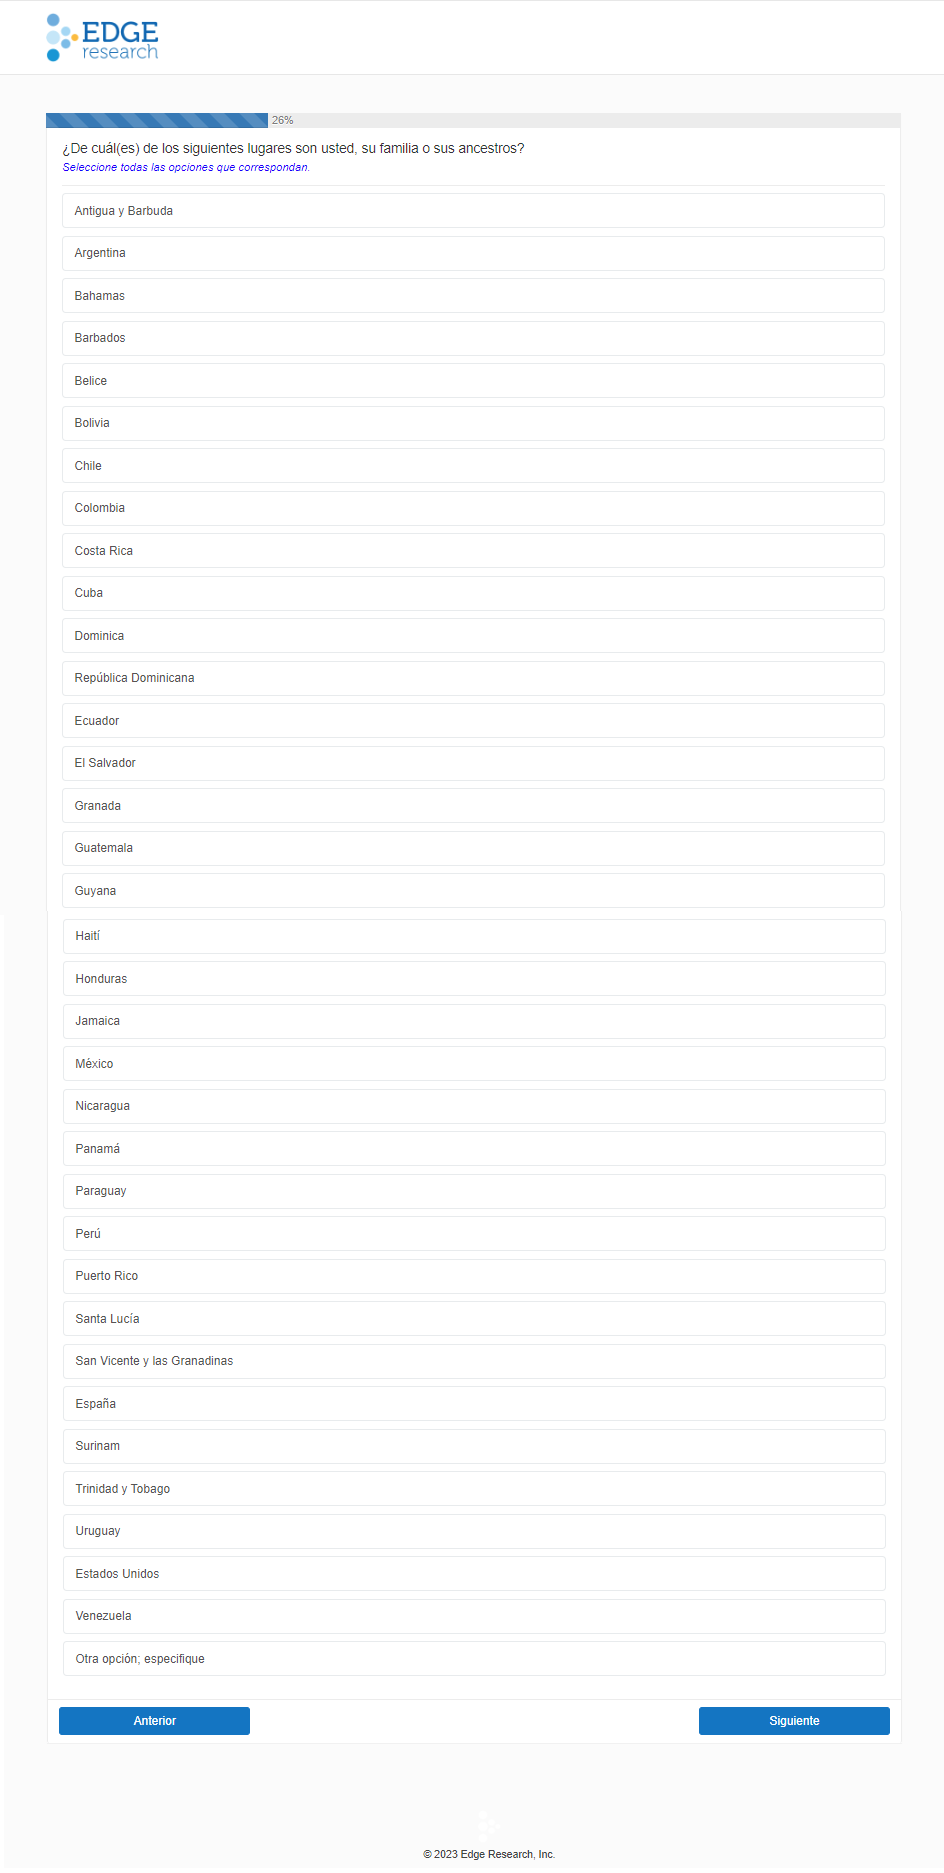 EDGE
research
26%
¿De cuál(es) de los siguientes lugares son usted, su familia o sus ancestros?
Seleccione todas las opciones que correspondan.
Antigua y Barbuda
Argentina
Bahamas
Barbados
Belice
Bolivia
Chile
Colombia
Costa Rica
Cuba
Dominica
República Dominicana
Ecuador
El Salvador
Granada
Guatemala
Guyana
Haití
Honduras
Jamaica
México
Nicaragua
Panamá
Paraguay
Perú
Puerto Rico
Santa Lucía
San Vicente y las Granadinas
España
Surinam
Trinidad y Tobago
Uruguay
Estados Unidos
Venezuela
Otra opción; especifique
Anterior
Siguiente
© 2023 Edge Research, Inc.